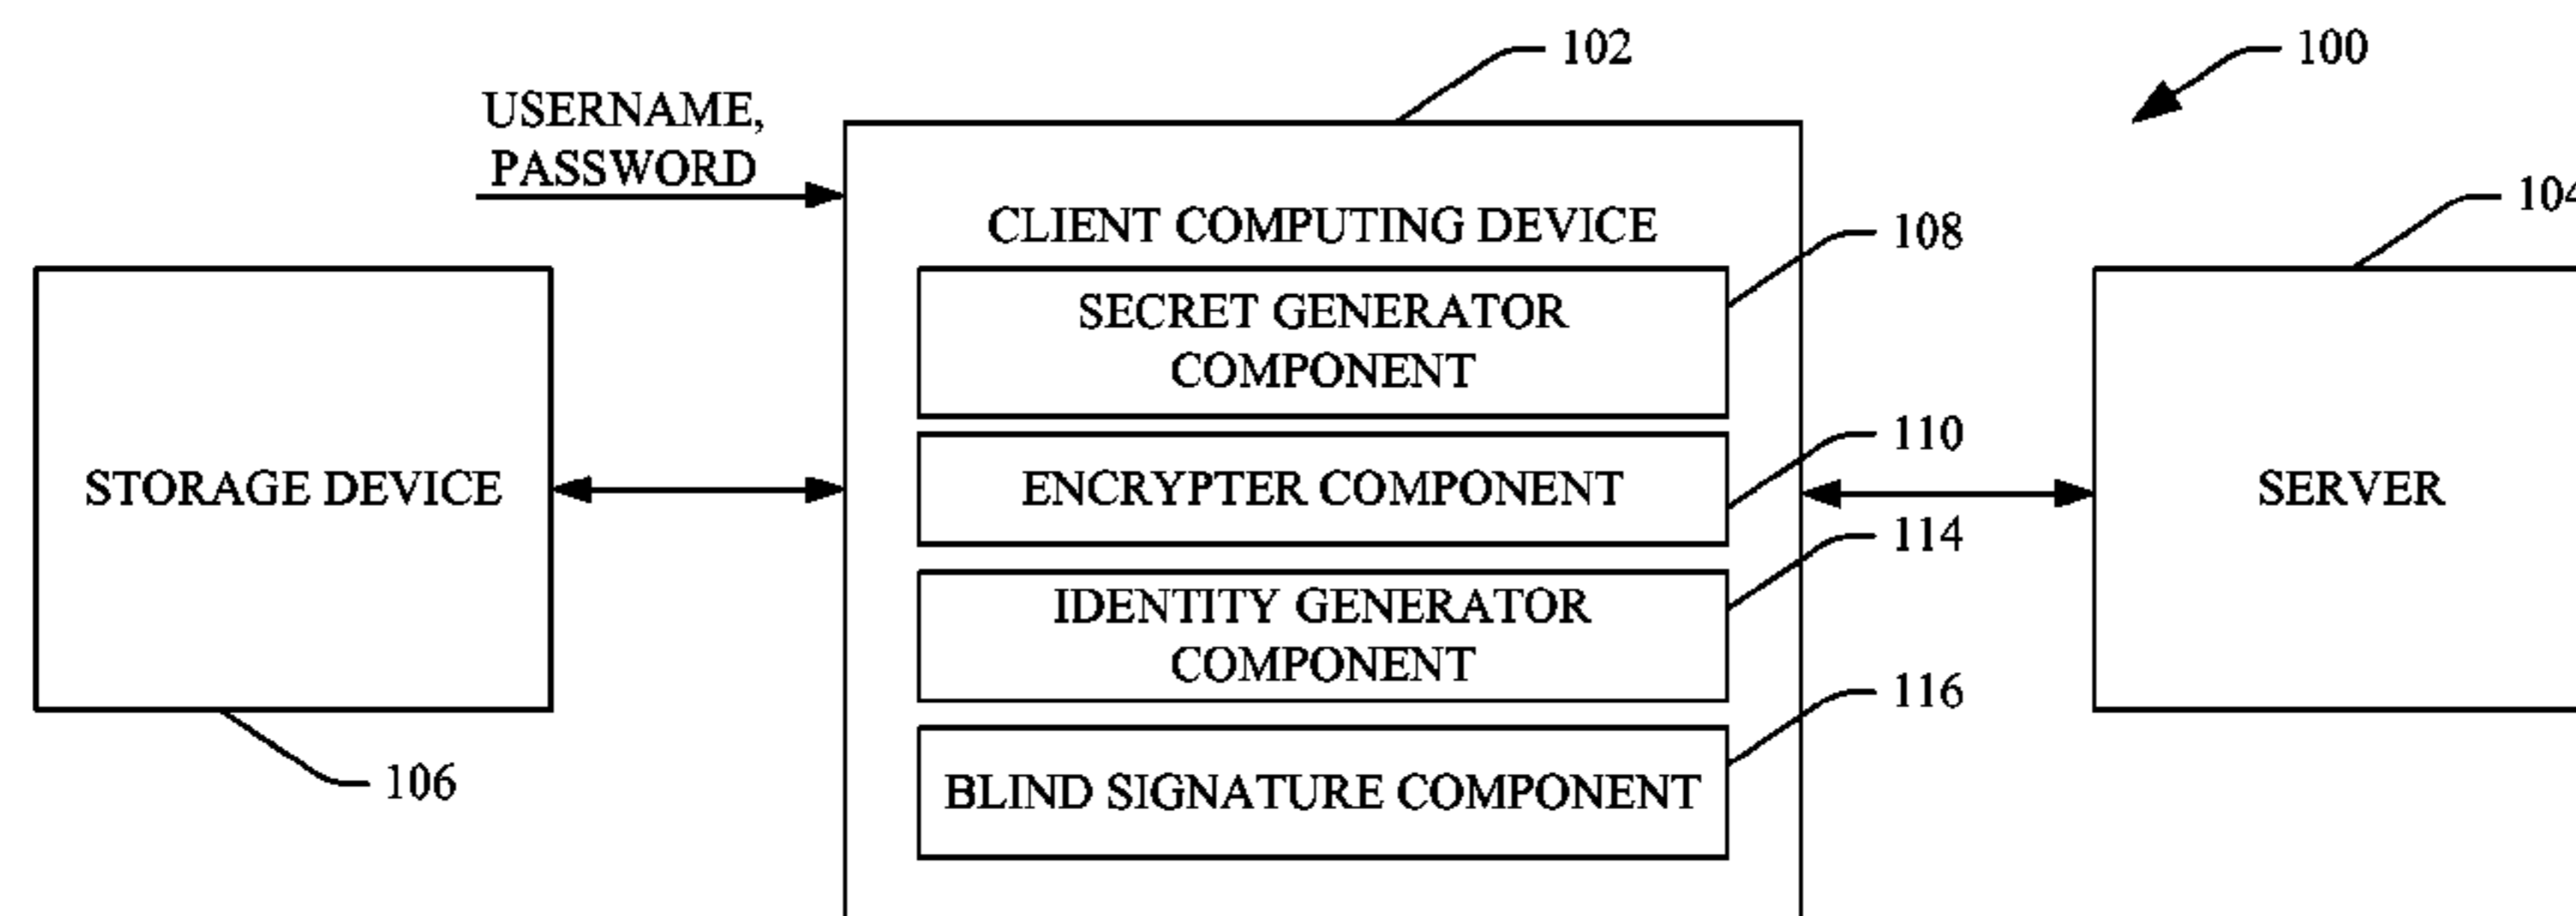 102
100
USERNAME,
PASSWORD
104
CLIENT COMPUTING DEVICE
108
SECRET GENERATOR
COMPONENT
110
STORAGE DEVICE
ENCRYPTER COMPONENT
SERVER
114
IDENTITY GENERATOR
COMPONENT
116
106
BLIND SIGNATURE COMPONENT